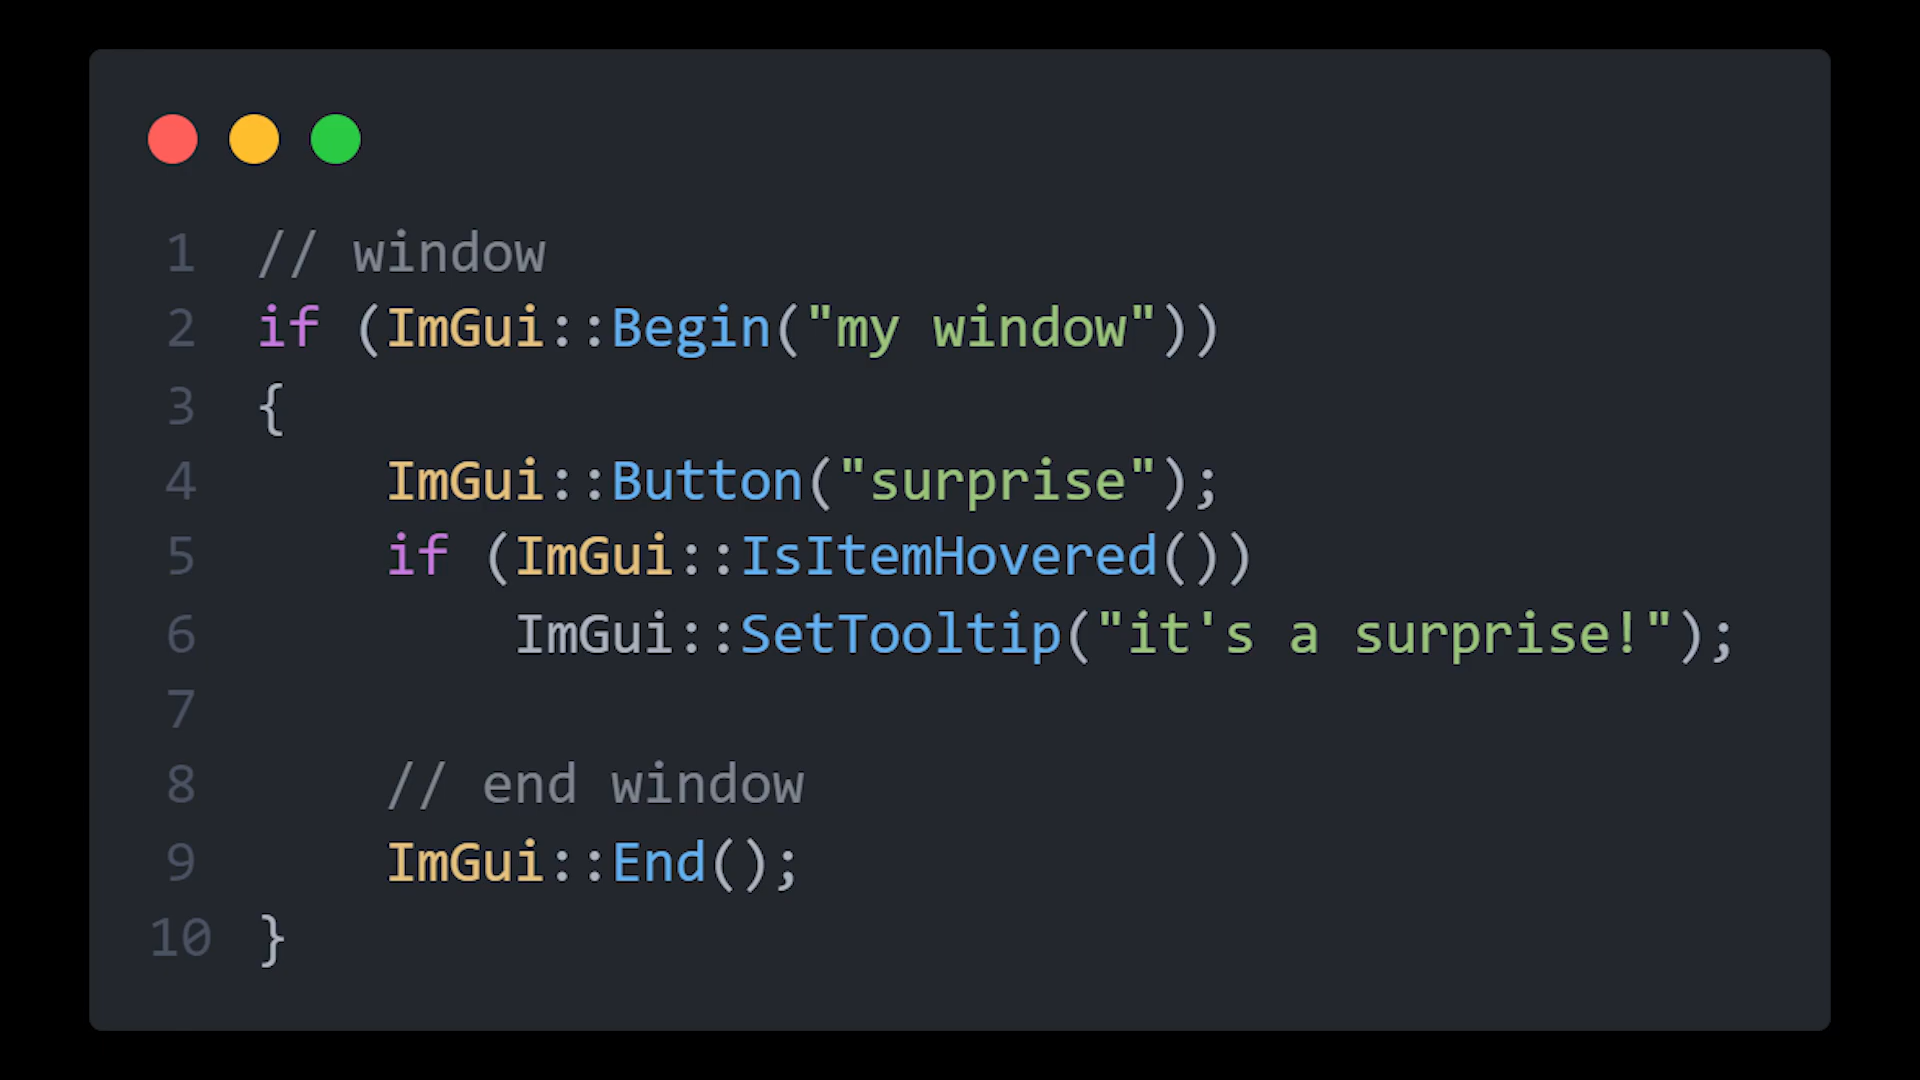 1 // window
2 if (ImGui::Begin("my window"))
3 {
4     ImGui::Button("surprise");
5     if (ImGui::IsItemHovered())
6         ImGui::SetTooltip("it's a surprise!");
7
8     // end window
9     ImGui::End();
10 }